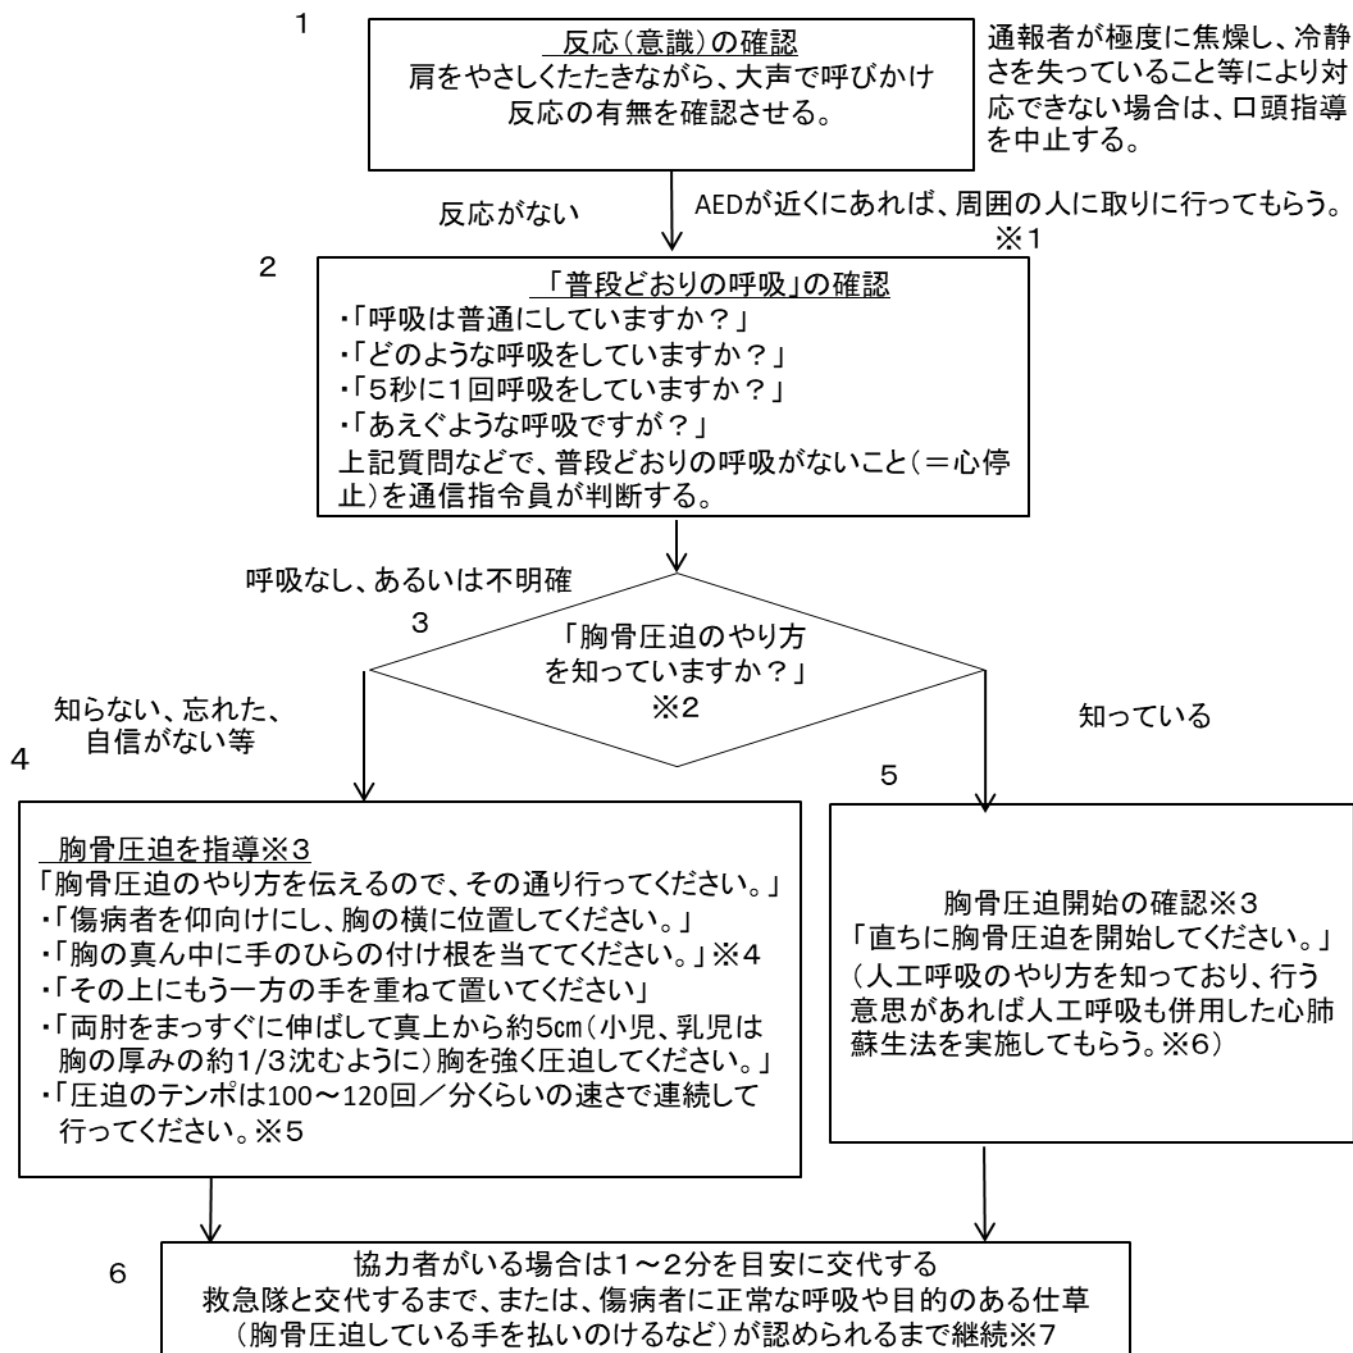 1
反応(意識)の確認
肩をやさしくたたきながら、大声で呼びかけ
反応の有無を確認させる。
通報者が極度に焦燥し、冷静
さを失っていること等により対
応できない場合は、口頭指導
を中止する。
反応がない
AEDが近くにあれば、周囲の人に取りに行ってもらう。
※1
2
「普段どおりの呼吸」の確認
・「呼吸は普通にしていますか?」
・「どのような呼吸をしていますか?」
・「5秒に1回呼吸をしていますか?」
・「あえぐような呼吸ですが?」
上記質問などで、普段どおりの呼吸がないこと(=心停
止)を通信指令員が判断する。
呼吸なし、あるいは不明確
3
「胸骨圧迫のやり方
を知っていますか?」
※2
知らない、忘れた、
自信がない等
知っている
4
胸骨圧迫を指導※3
「胸骨圧迫のやり方を伝えるので、その通り行ってください。」
・「傷病者を仰向けにし、胸の横に位置してください。」
・「胸の真ん中に手のひらの付け根を当ててください。」※4
・「その上にもう一方の手を重ねて置いてください」
・「両肘をまっすぐに伸ばして真上から約5㎝(小児、乳児は
胸の厚みの約1/3沈むように)胸を強く圧迫してください。」
・「圧迫のテンポは100~120回/分くらいの速さで連続して
行ってください。※5
5
胸骨圧迫開始の確認※3
「直ちに胸骨圧迫を開始してください。」
(人工呼吸のやり方を知っており、行う
意思があれば人工呼吸も併用した心肺
蘇生法を実施してもらう。※6)
6
協力者がいる場合は1~2分を目安に交代する
救急隊と交代するまで、または、傷病者に正常な呼吸や目的のある仕草
(胸骨圧迫している手を払いのけるなど)が認められるまで継続※7